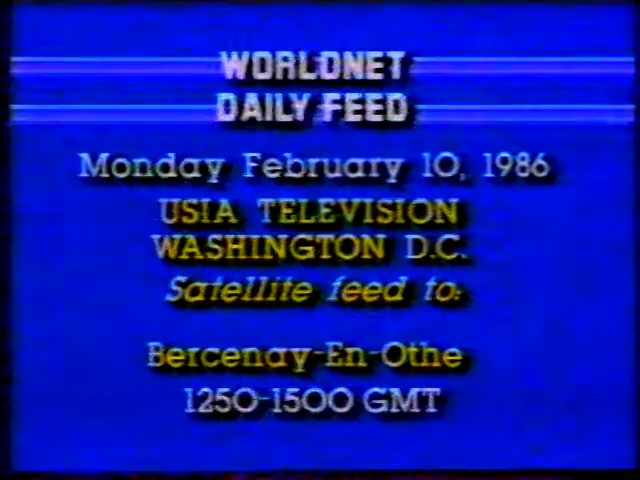 WORLDNET
DAILY FEED
Monday February 10, 1986
USIA TELEVISION
WASHINGTON D.C.
Satellite feed to:
Bercenay-En-Othe
1250-1500 GMT